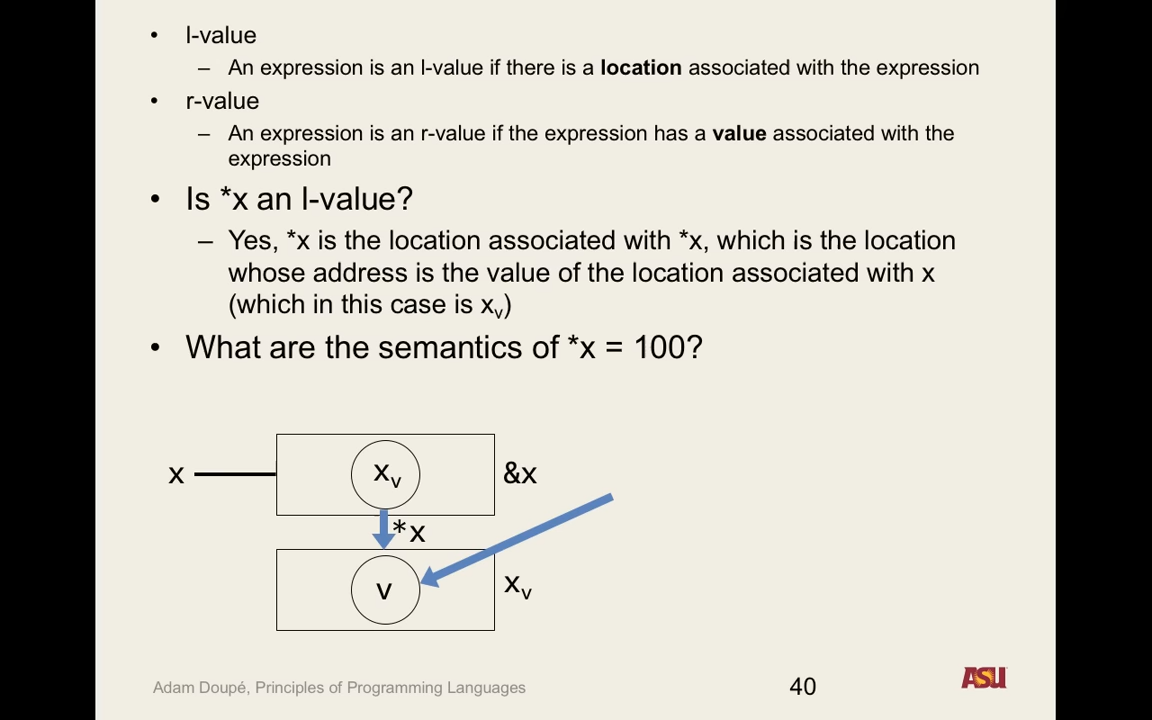 • l-value
– An expression is an l-value if there is a location associated with the expression
• r-value
– An expression is an r-value if the expression has a value associated with the
expression
• Is *x an l-value?
– Yes, *x is the location associated with *x, which is the location
whose address is the value of the location associated with x
(which in this case is xᵥ)
• What are the semantics of *x = 100?
x xᵥ &x
*x
v xᵥ
Adam Doupé, Principles of Programming Languages 40 ASU